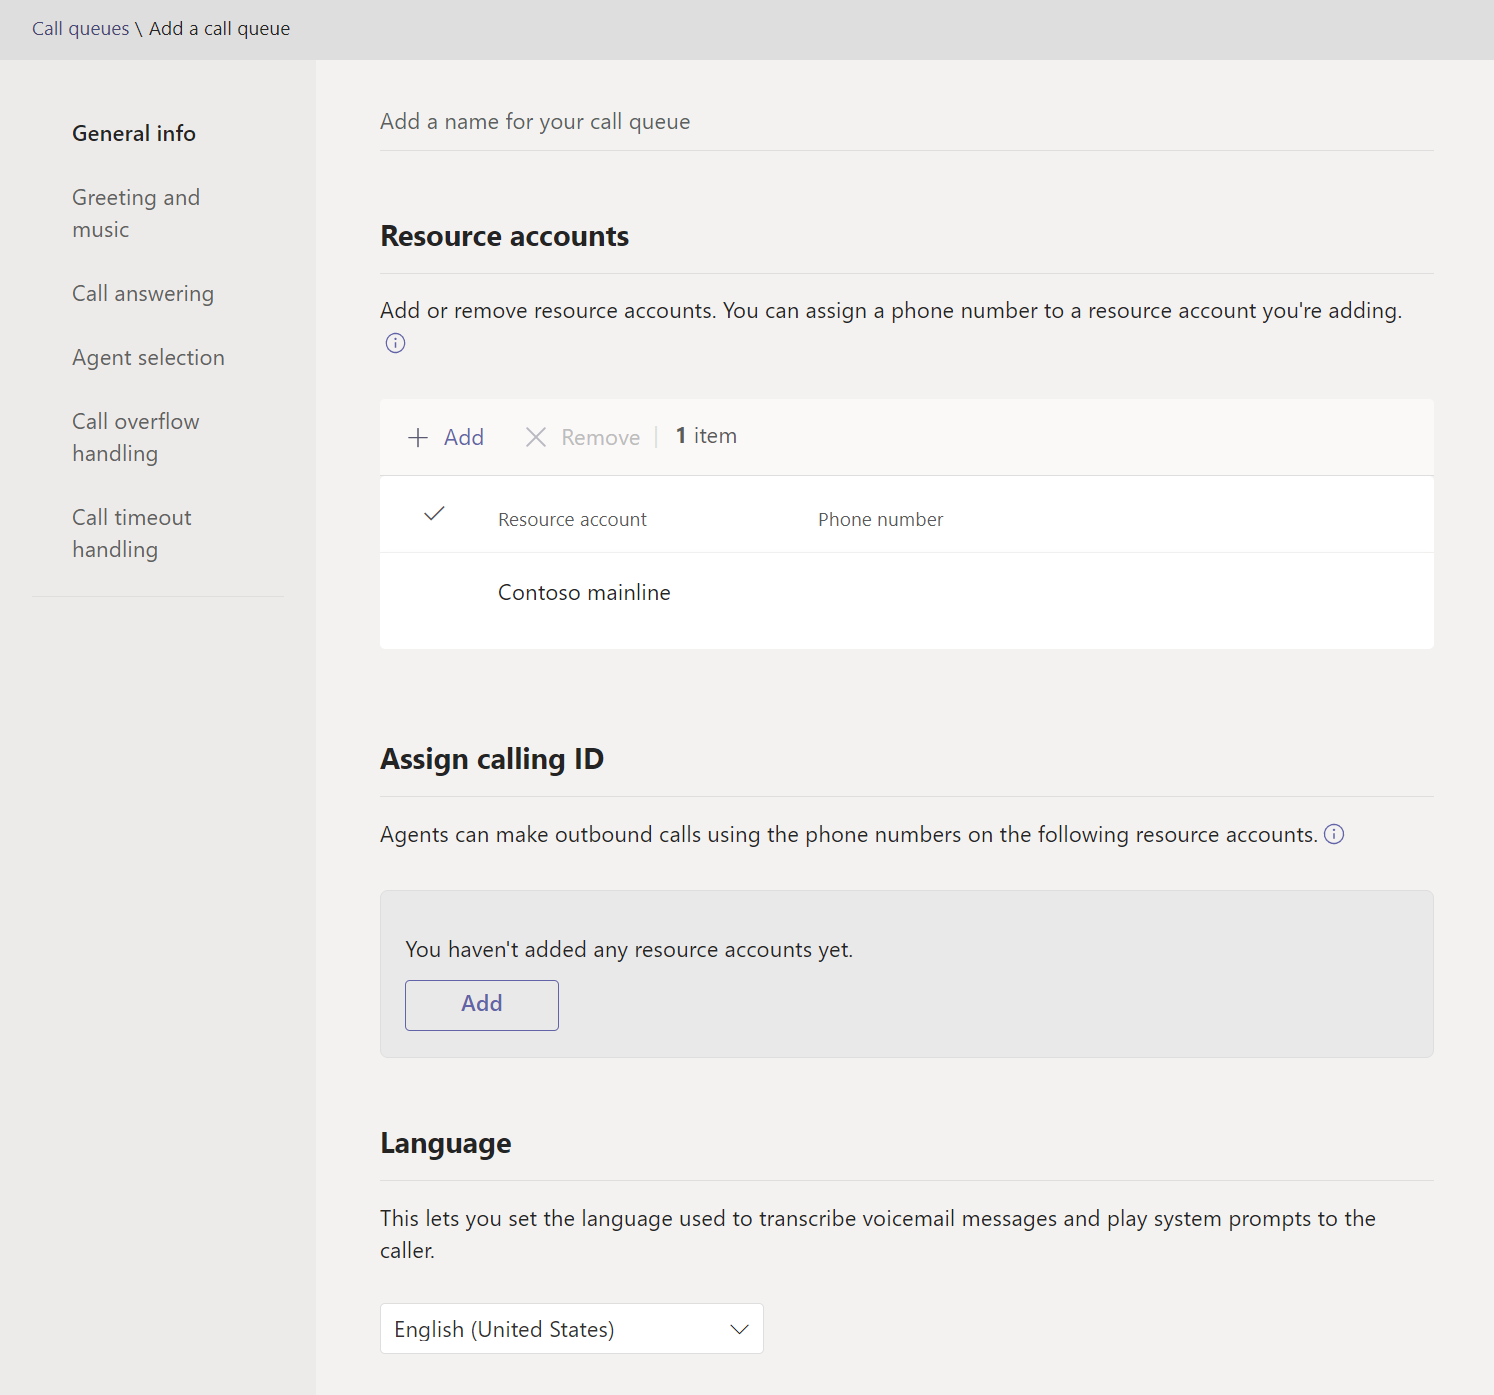 Call queues \ Add a call queue
General info
Greeting and
music
Call answering
Agent selection
Call overflow
handling
Call timeout
handling
Add a name for your call queue
Resource accounts
Add or remove resource accounts. You can assign a phone number to a resource account you're adding.
Add Remove 1 item
Resource account Phone number
Contoso mainline
Assign calling ID
Agents can make outbound calls using the phone numbers on the following resource accounts.
You haven't added any resource accounts yet.
Add
Language
This lets you set the language used to transcribe voicemail messages and play system prompts to the
caller.
English (United States)